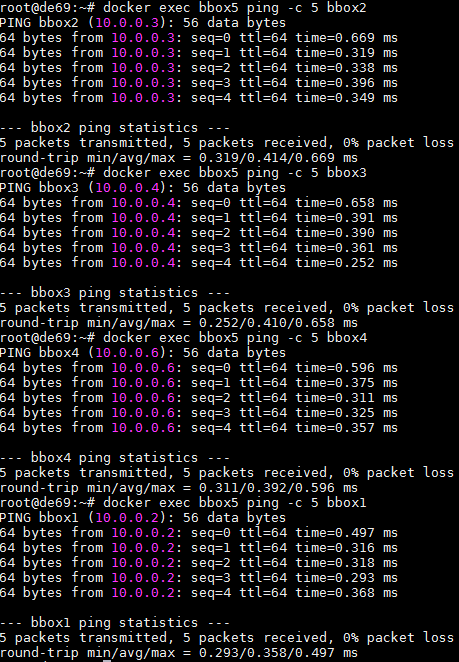 root@de69:~# docker exec bbox5 ping -c 5 bbox2
PING bbox2 (10.0.0.3): 56 data bytes
64 bytes from 10.0.0.3: seq=0 ttl=64 time=0.669 ms
64 bytes from 10.0.0.3: seq=1 ttl=64 time=0.319 ms
64 bytes from 10.0.0.3: seq=2 ttl=64 time=0.338 ms
64 bytes from 10.0.0.3: seq=3 ttl=64 time=0.396 ms
64 bytes from 10.0.0.3: seq=4 ttl=64 time=0.349 ms
--- bbox2 ping statistics ---
5 packets transmitted, 5 packets received, 0% packet loss
round-trip min/avg/max = 0.319/0.414/0.669 ms
root@de69:~# docker exec bbox5 ping -c 5 bbox3
PING bbox3 (10.0.0.4): 56 data bytes
64 bytes from 10.0.0.4: seq=0 ttl=64 time=0.658 ms
64 bytes from 10.0.0.4: seq=1 ttl=64 time=0.391 ms
64 bytes from 10.0.0.4: seq=2 ttl=64 time=0.390 ms
64 bytes from 10.0.0.4: seq=3 ttl=64 time=0.361 ms
64 bytes from 10.0.0.4: seq=4 ttl=64 time=0.252 ms
--- bbox3 ping statistics ---
5 packets transmitted, 5 packets received, 0% packet loss
round-trip min/avg/max = 0.252/0.410/0.658 ms
root@de69:~# docker exec bbox5 ping -c 5 bbox4
PING bbox4 (10.0.0.6): 56 data bytes
64 bytes from 10.0.0.6: seq=0 ttl=64 time=0.596 ms
64 bytes from 10.0.0.6: seq=1 ttl=64 time=0.375 ms
64 bytes from 10.0.0.6: seq=2 ttl=64 time=0.311 ms
64 bytes from 10.0.0.6: seq=3 ttl=64 time=0.325 ms
64 bytes from 10.0.0.6: seq=4 ttl=64 time=0.357 ms
--- bbox4 ping statistics ---
5 packets transmitted, 5 packets received, 0% packet loss
round-trip min/avg/max = 0.311/0.392/0.596 ms
root@de69:~# docker exec bbox5 ping -c 5 bbox1
PING bbox1 (10.0.0.2): 56 data bytes
64 bytes from 10.0.0.2: seq=0 ttl=64 time=0.497 ms
64 bytes from 10.0.0.2: seq=1 ttl=64 time=0.316 ms
64 bytes from 10.0.0.2: seq=2 ttl=64 time=0.318 ms
64 bytes from 10.0.0.2: seq=3 ttl=64 time=0.293 ms
64 bytes from 10.0.0.2: seq=4 ttl=64 time=0.368 ms
--- bbox1 ping statistics ---
5 packets transmitted, 5 packets received, 0% packet loss
round-trip min/avg/max = 0.293/0.358/0.497 ms